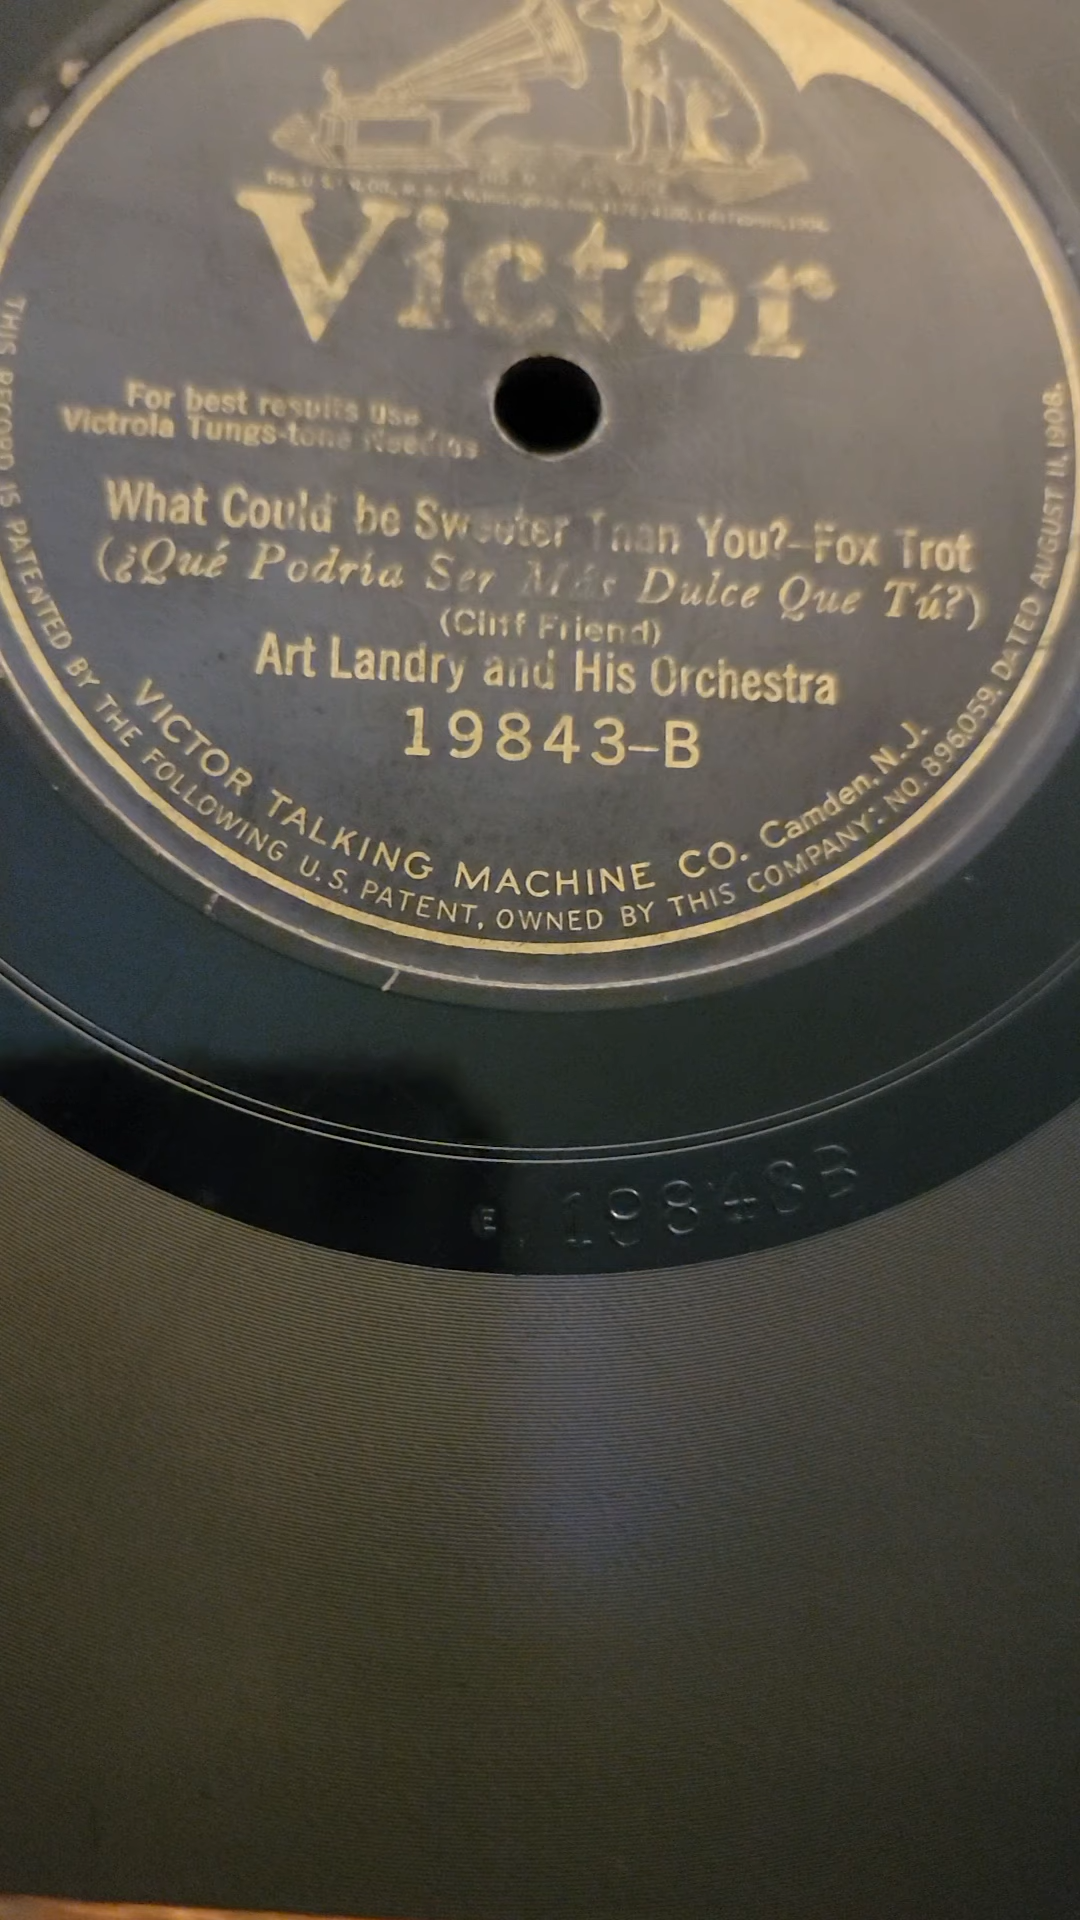 Victor
For best results use
Victrola Tungs-tone Needles
What Could be Sweeter Than You?–Fox Trot
(¿Qué Podría Ser Más Dulce Que Tú?)
(Cliff Friend)
Art Landry and His Orchestra
19843–B
VICTOR TALKING MACHINE CO. Camden, N. J.
THIS RECORD IS PATENTED BY THE FOLLOWING U.S. PATENT, OWNED BY THIS COMPANY: NO. 896,059, DATED AUGUST 11, 1908.
E 19843B